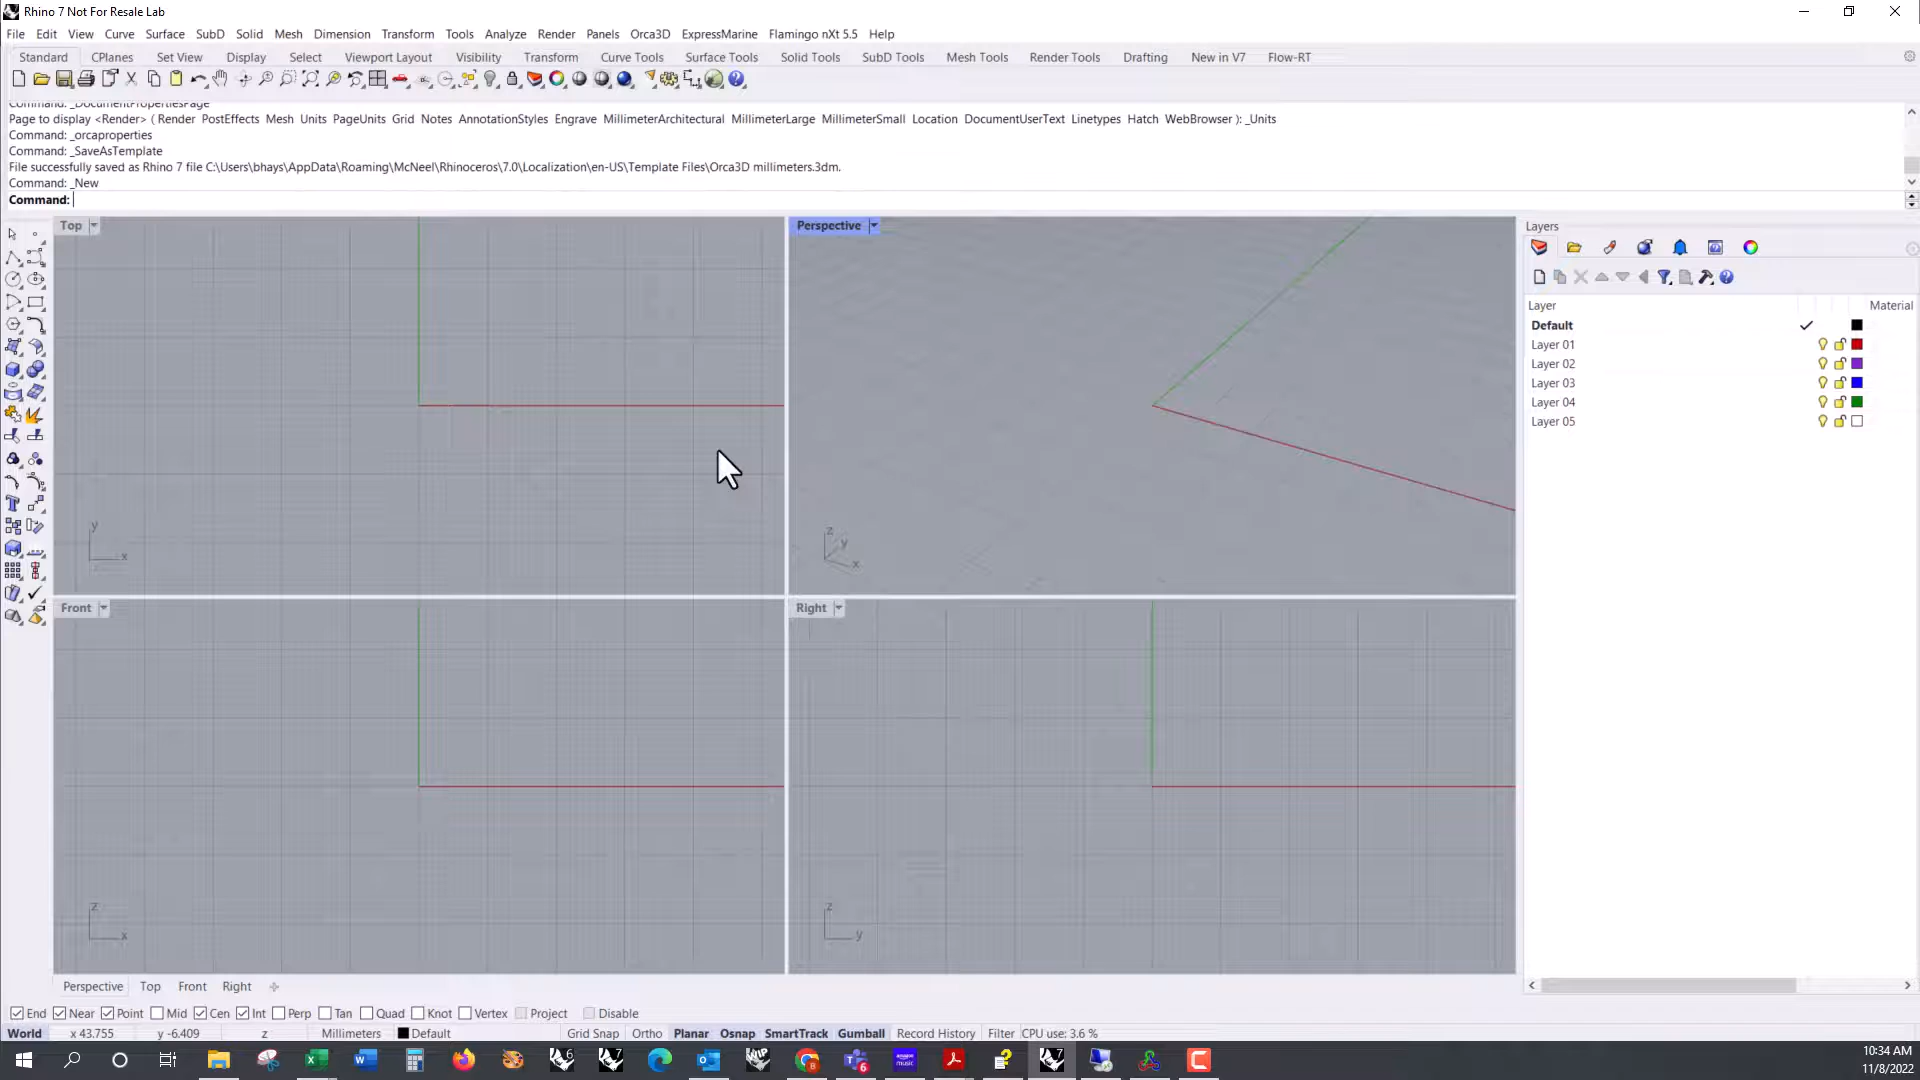 Rhino 7 Not For Resale Lab
File Edit View Curve Surface SubD Solid Mesh Dimension Transform Tools Analyze Render Panels Orca3D ExpressMarine Flamingo nXt 5.5 Help
Standard CPlanes Set View Display Select Viewport Layout Visibility Transform Curve Tools Surface Tools Solid Tools SubD Tools Mesh Tools Render Tools Drafting New in V7 Flow-RT
Command: _DocumentPropertiesPage
Page to display <Render> ( Render PostEffects Mesh Units PageUnits Grid Notes AnnotationStyles Engrave MillimeterArchitectural MillimeterLarge MillimeterSmall Location DocumentUserText Linetypes Hatch WebBrowser ): _Units
Command: _orcaproperties
Command: _SaveAsTemplate
File successfully saved as Rhino 7 file C:\Users\bhays\AppData\Roaming\McNeel\Rhinoceros\7.0\Localization\en-US\Template Files\Orca3D millimeters.3dm.
Command: _New
Command:
Top
y
x
Perspective
z
y
x
Front
z
x
Right
z
y
Layers
Layer Material
Default
Layer 01
Layer 02
Layer 03
Layer 04
Layer 05
Perspective Top Front Right
End Near Point Mid Cen Int Perp Tan Quad Knot Vertex Project Disable
World x 43.755 y -6.409 z Millimeters Default Grid Snap Ortho Planar Osnap SmartTrack Gumball Record History Filter CPU use: 3.6 %
10:34 AM
11/8/2022